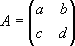 A = ( a b
c d )